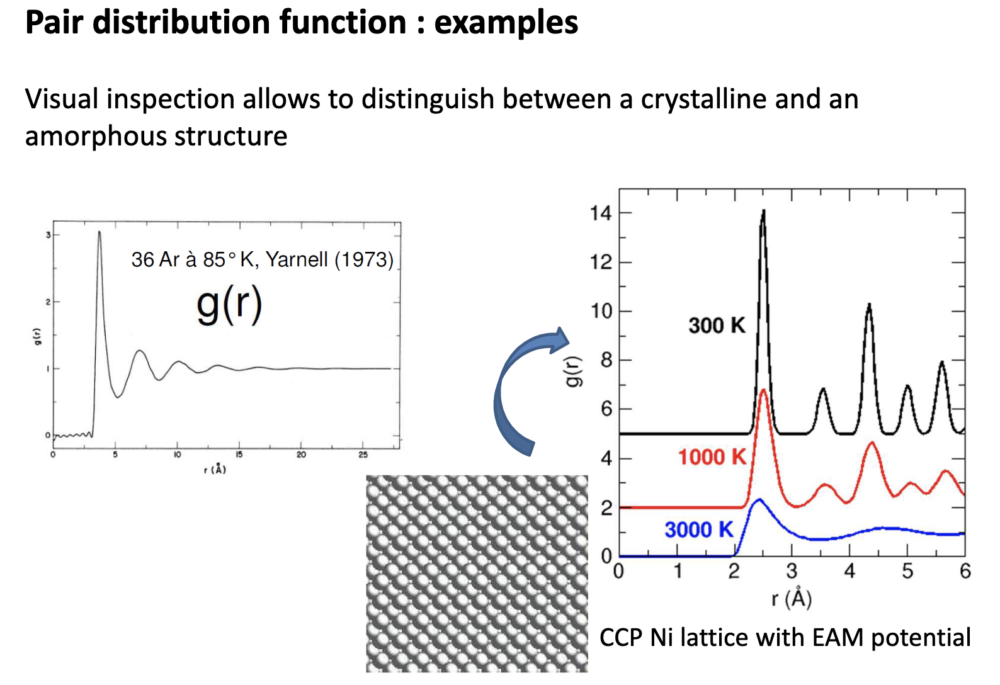 Pair distribution function : examples
Visual inspection allows to distinguish between a crystalline and an
amorphous structure
36 Ar à 85° K, Yarnell (1973)
g(r)
g(r)
3
2
1
0
0 5 10 15 20 25
r (Å)
14
12
10
8
6
4
2
0
g(r)
300 K
1000 K
3000 K
0 1 2 3 4 5 6
r (Å)
CCP Ni lattice with EAM potential